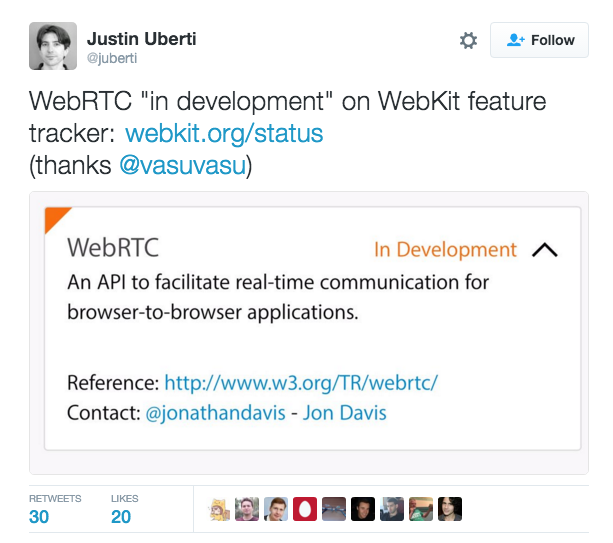 Justin Uberti
@juberti
Follow
WebRTC "in development" on WebKit feature
tracker: webkit.org/status
(thanks @vasuvasu)
WebRTC
In Development
An API to facilitate real-time communication for
browser-to-browser applications.
Reference: http://www.w3.org/TR/webrtc/
Contact: @jonathandavis - Jon Davis
RETWEETS LIKES
30 20